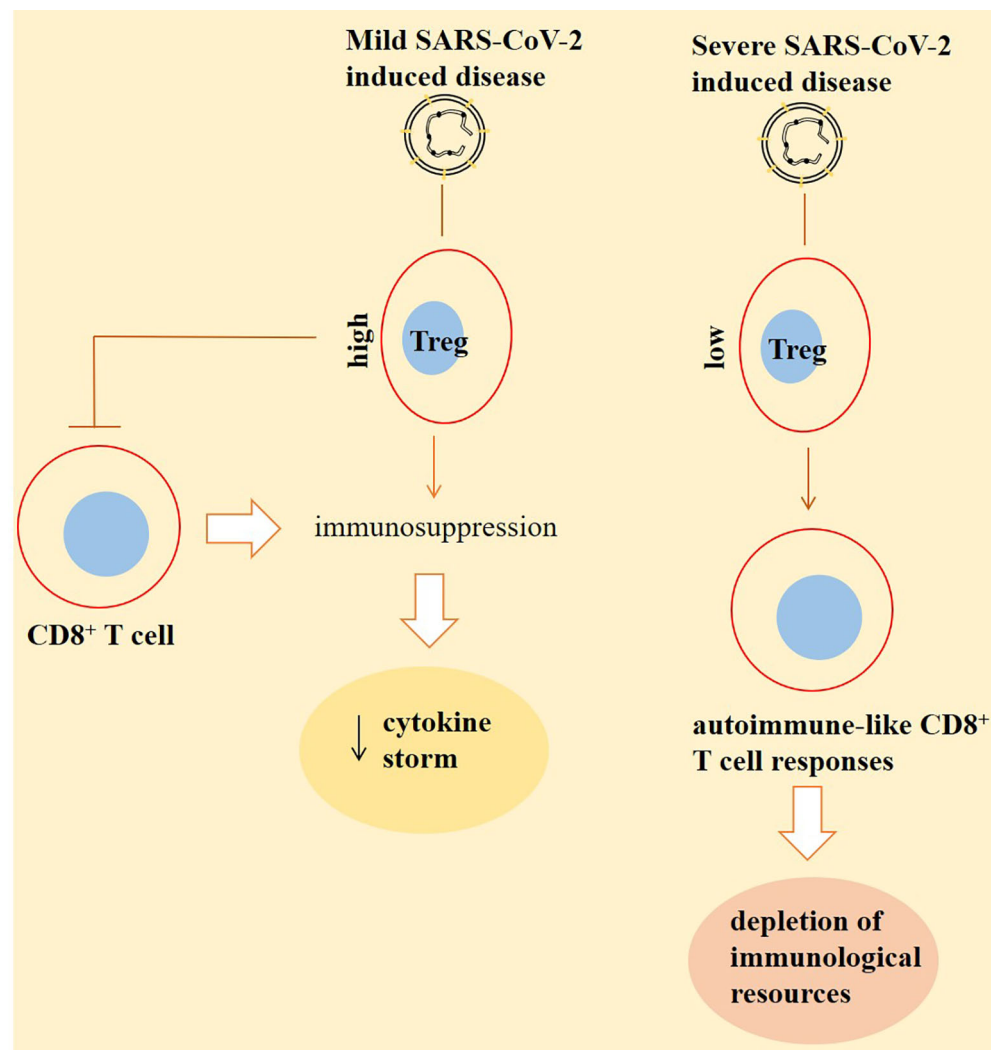 Mild SARS-CoV-2
induced disease
Severe SARS-CoV-2
induced disease
high
Treg
low
Treg
immunosuppression
CD8⁺ T cell
↓ cytokine
storm
autoimmune-like CD8⁺
T cell responses
depletion of
immunological
resources